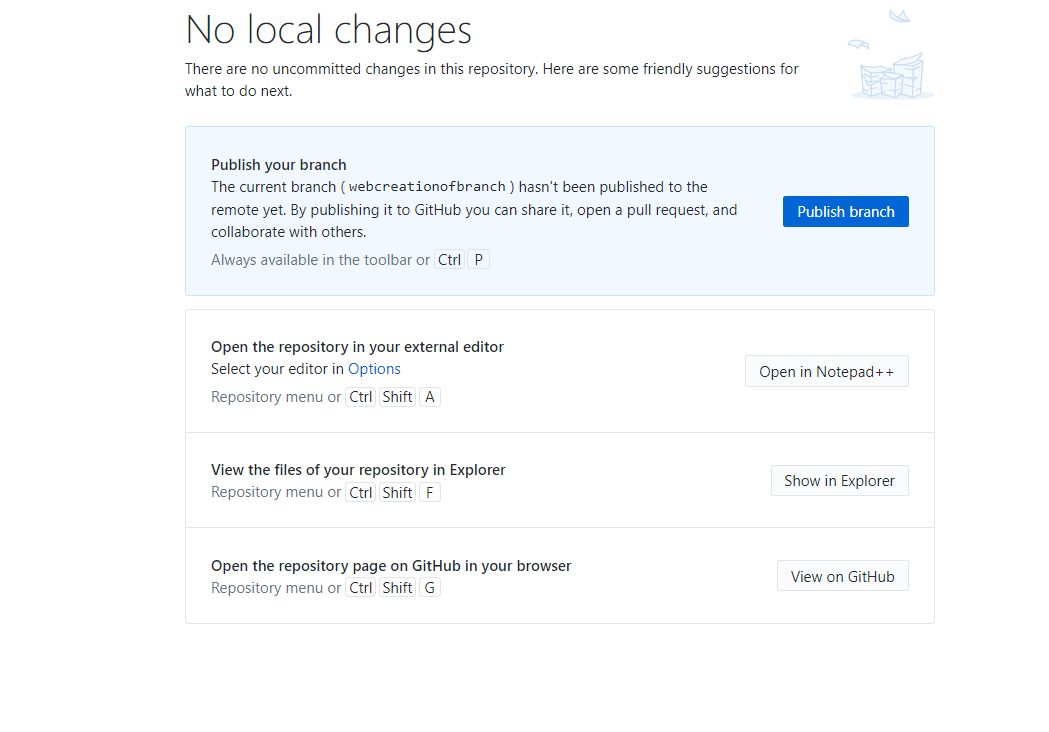 No local changes
There are no uncommitted changes in this repository. Here are some friendly suggestions for
what to do next.
Publish your branch
The current branch ( webcreationofbranch ) hasn't been published to the
remote yet. By publishing it to GitHub you can share it, open a pull request, and
collaborate with others.
Always available in the toolbar or Ctrl P
Publish branch
Open the repository in your external editor
Select your editor in Options
Repository menu or Ctrl Shift A
Open in Notepad++
View the files of your repository in Explorer
Repository menu or Ctrl Shift F
Show in Explorer
Open the repository page on GitHub in your browser
Repository menu or Ctrl Shift G
View on GitHub